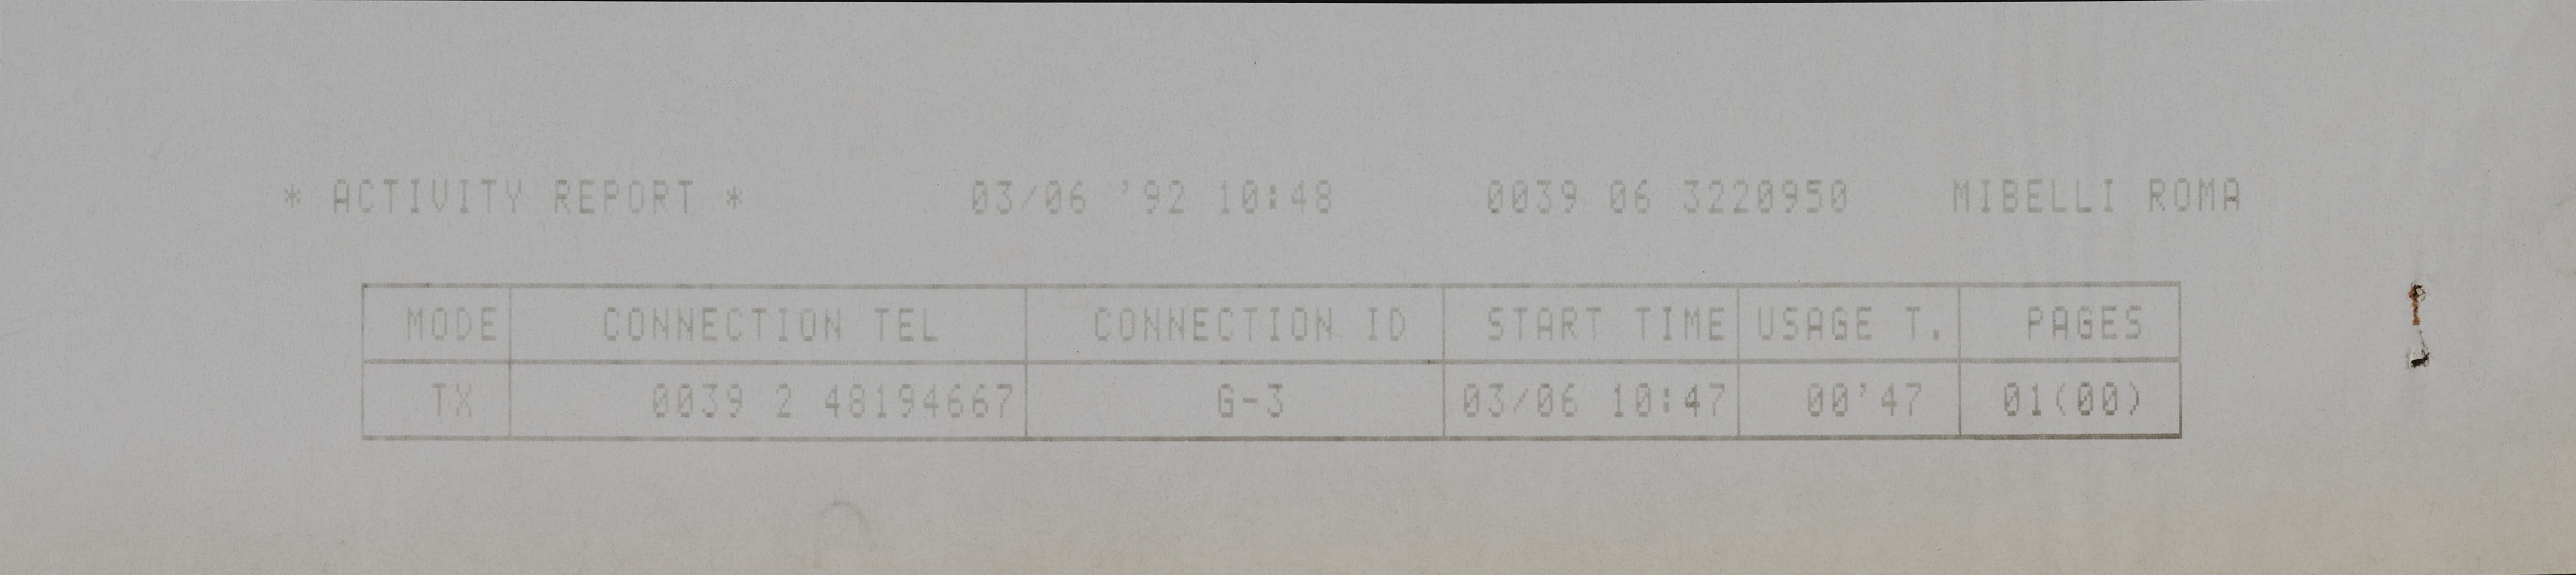 * ACTIVITY REPORT * 03/06 '92 10:48 0039 06 3220950 MIBELLI ROMA
MODE CONNECTION TEL CONNECTION ID START TIME USAGE T. PAGES
TX 0039 2 48194667 G-3 03/06 10:47 00'47 01(00)